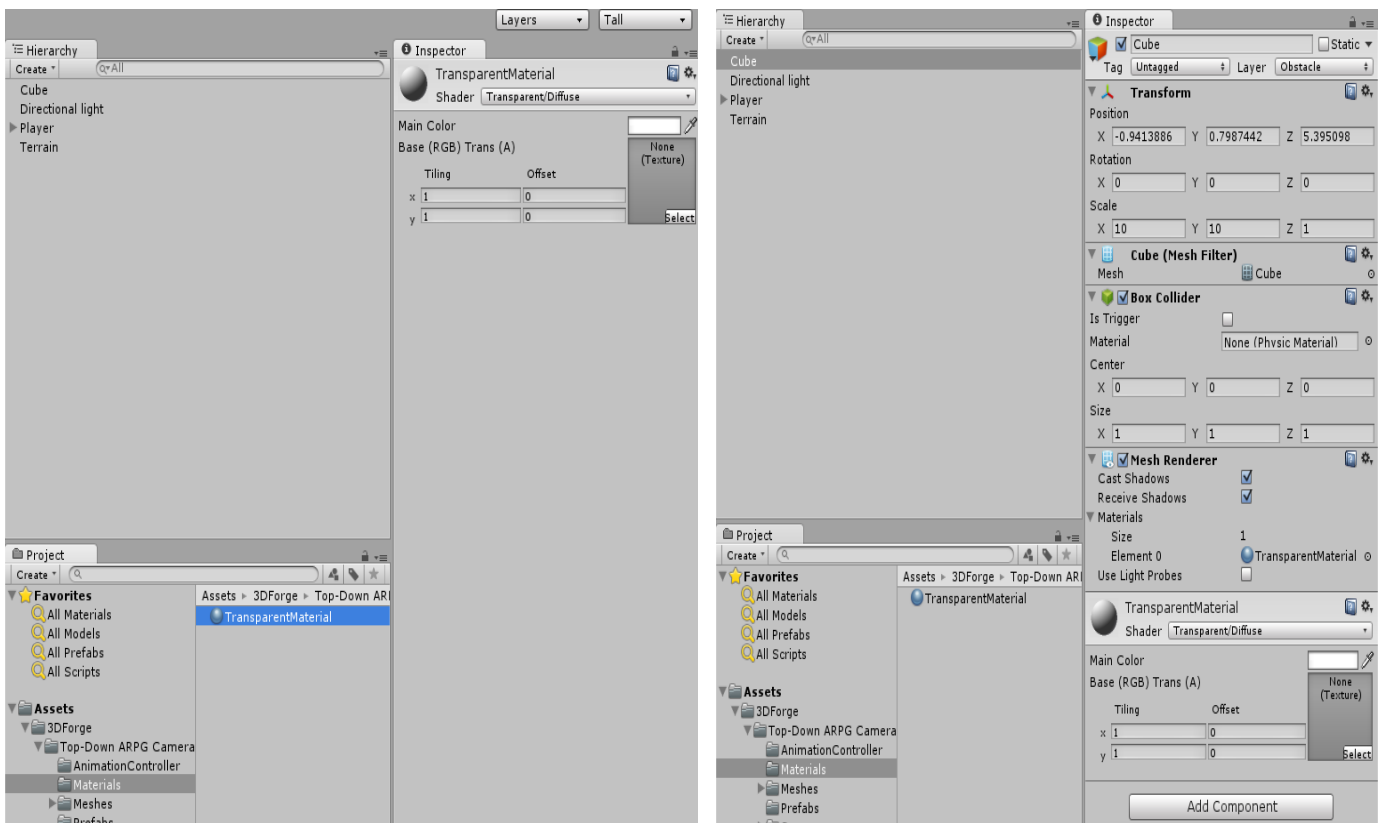 Layers
Tall
Hierarchy
Create
All
Cube
Directional light
Player
Terrain
Inspector
TransparentMaterial
Shader Transparent/Diffuse
Main Color
Base (RGB) Trans (A)
None
(Texture)
Tiling Offset
x 1 0
y 1 0
Select
Project
Create
Favorites
All Materials
All Models
All Prefabs
All Scripts
Assets
3DForge
Top-Down ARPG Camera
AnimationController
Materials
Meshes
Prefabs
Assets 3DForge Top-Down ARI
TransparentMaterial
Hierarchy
Create
All
Cube
Directional light
Player
Terrain
Project
Create
Favorites
All Materials
All Models
All Prefabs
All Scripts
Assets
3DForge
Top-Down ARPG Camera
AnimationController
Materials
Meshes
Prefabs
Assets 3DForge Top-Down ARI
TransparentMaterial
Inspector
Cube Static
Tag Untagged Layer Obstacle
Transform
Position
X -0.9413886 Y 0.7987442 Z 5.395098
Rotation
X 0 Y 0 Z 0
Scale
X 10 Y 10 Z 1
Cube (Mesh Filter)
Mesh Cube
Box Collider
Is Trigger
Material None (Physic Material)
Center
X 0 Y 0 Z 0
Size
X 1 Y 1 Z 1
Mesh Renderer
Cast Shadows
Receive Shadows
Materials
Size 1
Element 0 TransparentMaterial
Use Light Probes
TransparentMaterial
Shader Transparent/Diffuse
Main Color
Base (RGB) Trans (A)
None
(Texture)
Tiling Offset
x 1 0
y 1 0
Select
Add Component